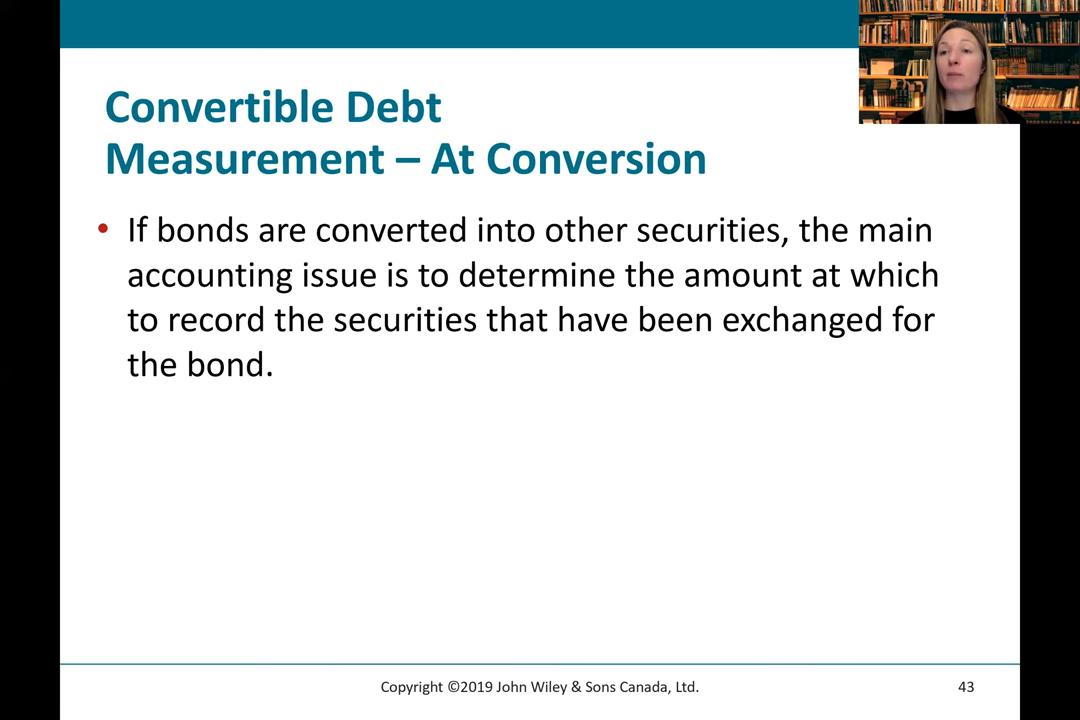 Convertible Debt
Measurement – At Conversion
• If bonds are converted into other securities, the main
accounting issue is to determine the amount at which
to record the securities that have been exchanged for
the bond.
Copyright ©2019 John Wiley & Sons Canada, Ltd.
43